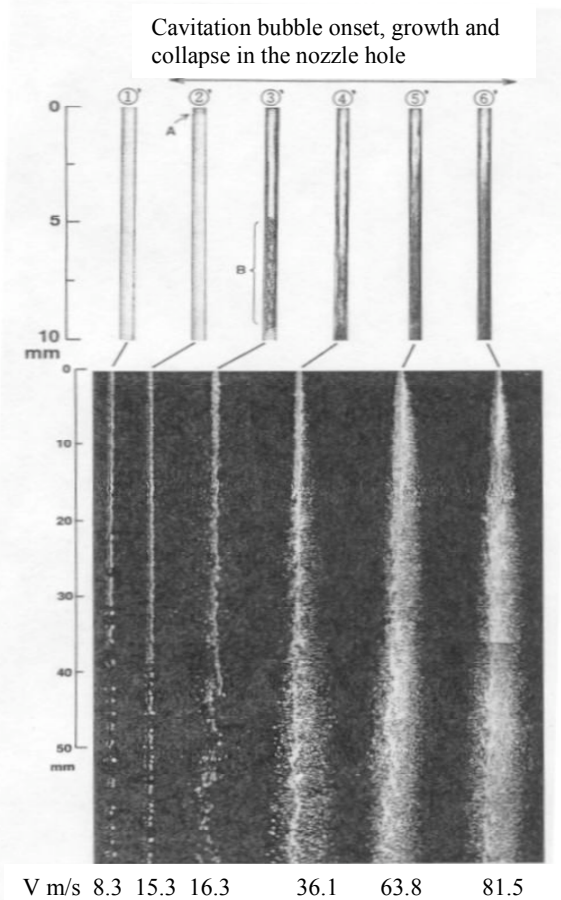 Cavitation bubble onset, growth and
collapse in the nozzle hole
①* ②* ③* ④* ⑤* ⑥*
0
A
5
B
10
mm
0
10
20
30
40
50
mm
V m/s 8.3 15.3 16.3 36.1 63.8 81.5